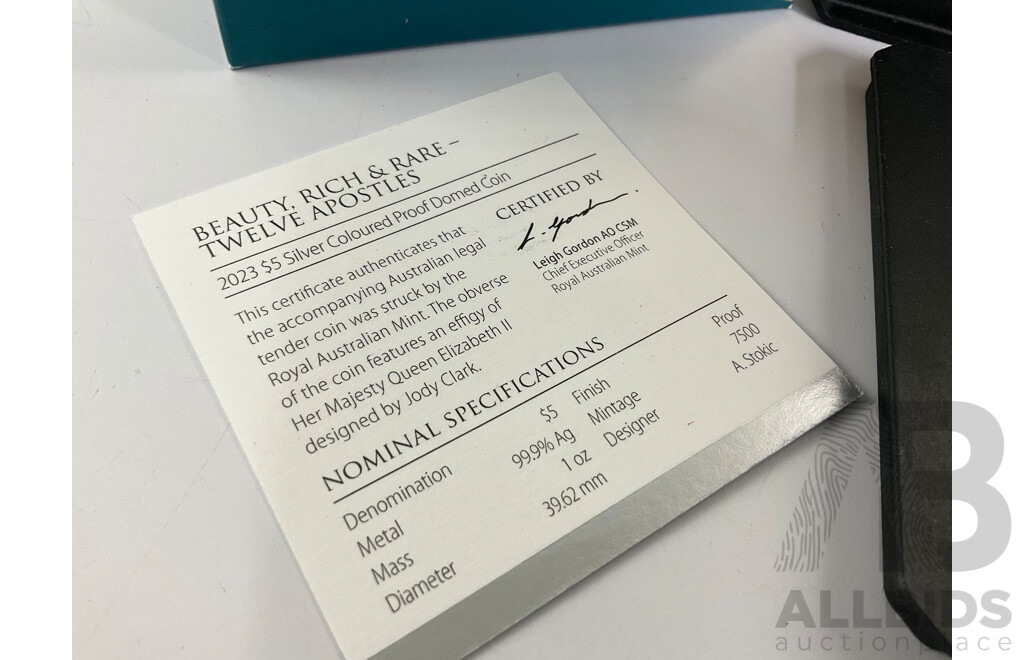 BEAUTY, RICH & RARE –
TWELVE APOSTLES
2023 $5 Silver Coloured Proof Domed Coin
This certificate authenticates that
the accompanying Australian legal
tender coin was struck by the
Royal Australian Mint. The obverse
of the coin features an effigy of
Her Majesty Queen Elizabeth II
designed by Jody Clark.
CERTIFIED BY
L. Gordon.
Leigh Gordon AO CSM
Chief Executive Officer
Royal Australian Mint
NOMINAL SPECIFICATIONS
Denomination $5 Finish Proof
Metal 99.9% Ag Mintage 7500
Mass 1 oz Designer A. Stokic
Diameter 39.62 mm
AB
ALLBIDS
auctionplace